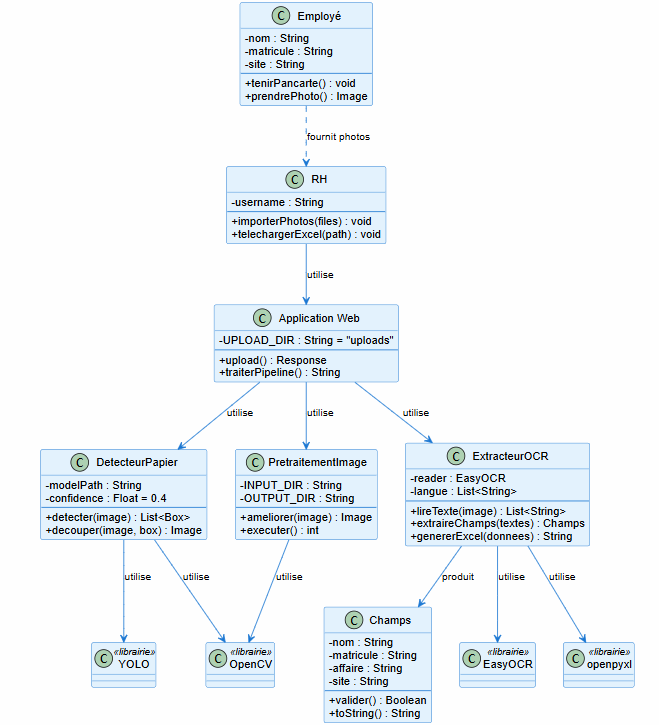 C Employé
-nom : String
-matricule : String
-site : String
+tenirPancarte() : void
+prendrePhoto() : Image
fournit photos
C RH
-username : String
+importerPhotos(files) : void
+telechargerExcel(path) : void
utilise
C Application Web
-UPLOAD_DIR : String = "uploads"
+upload() : Response
+traiterPipeline() : String
utilise
utilise
utilise
C DetecteurPapier
-modelPath : String
-confidence : Float = 0.4
+detecter(image) : List<Box>
+decouper(image, box) : Image
C PretraitementImage
-INPUT_DIR : String
-OUTPUT_DIR : String
+ameliorer(image) : Image
+executer() : int
C ExtracteurOCR
-reader : EasyOCR
-langue : List<String>
+lireTexte(image) : List<String>
+extraireChamps(textes) : Champs
+genererExcel(donnees) : String
utilise
utilise
utilise
produit
utilise
utilise
C «librairie»
YOLO
C «librairie»
OpenCV
C Champs
-nom : String
-matricule : String
-affaire : String
-site : String
+valider() : Boolean
+toString() : String
C «librairie»
EasyOCR
C «librairie»
openpyxl